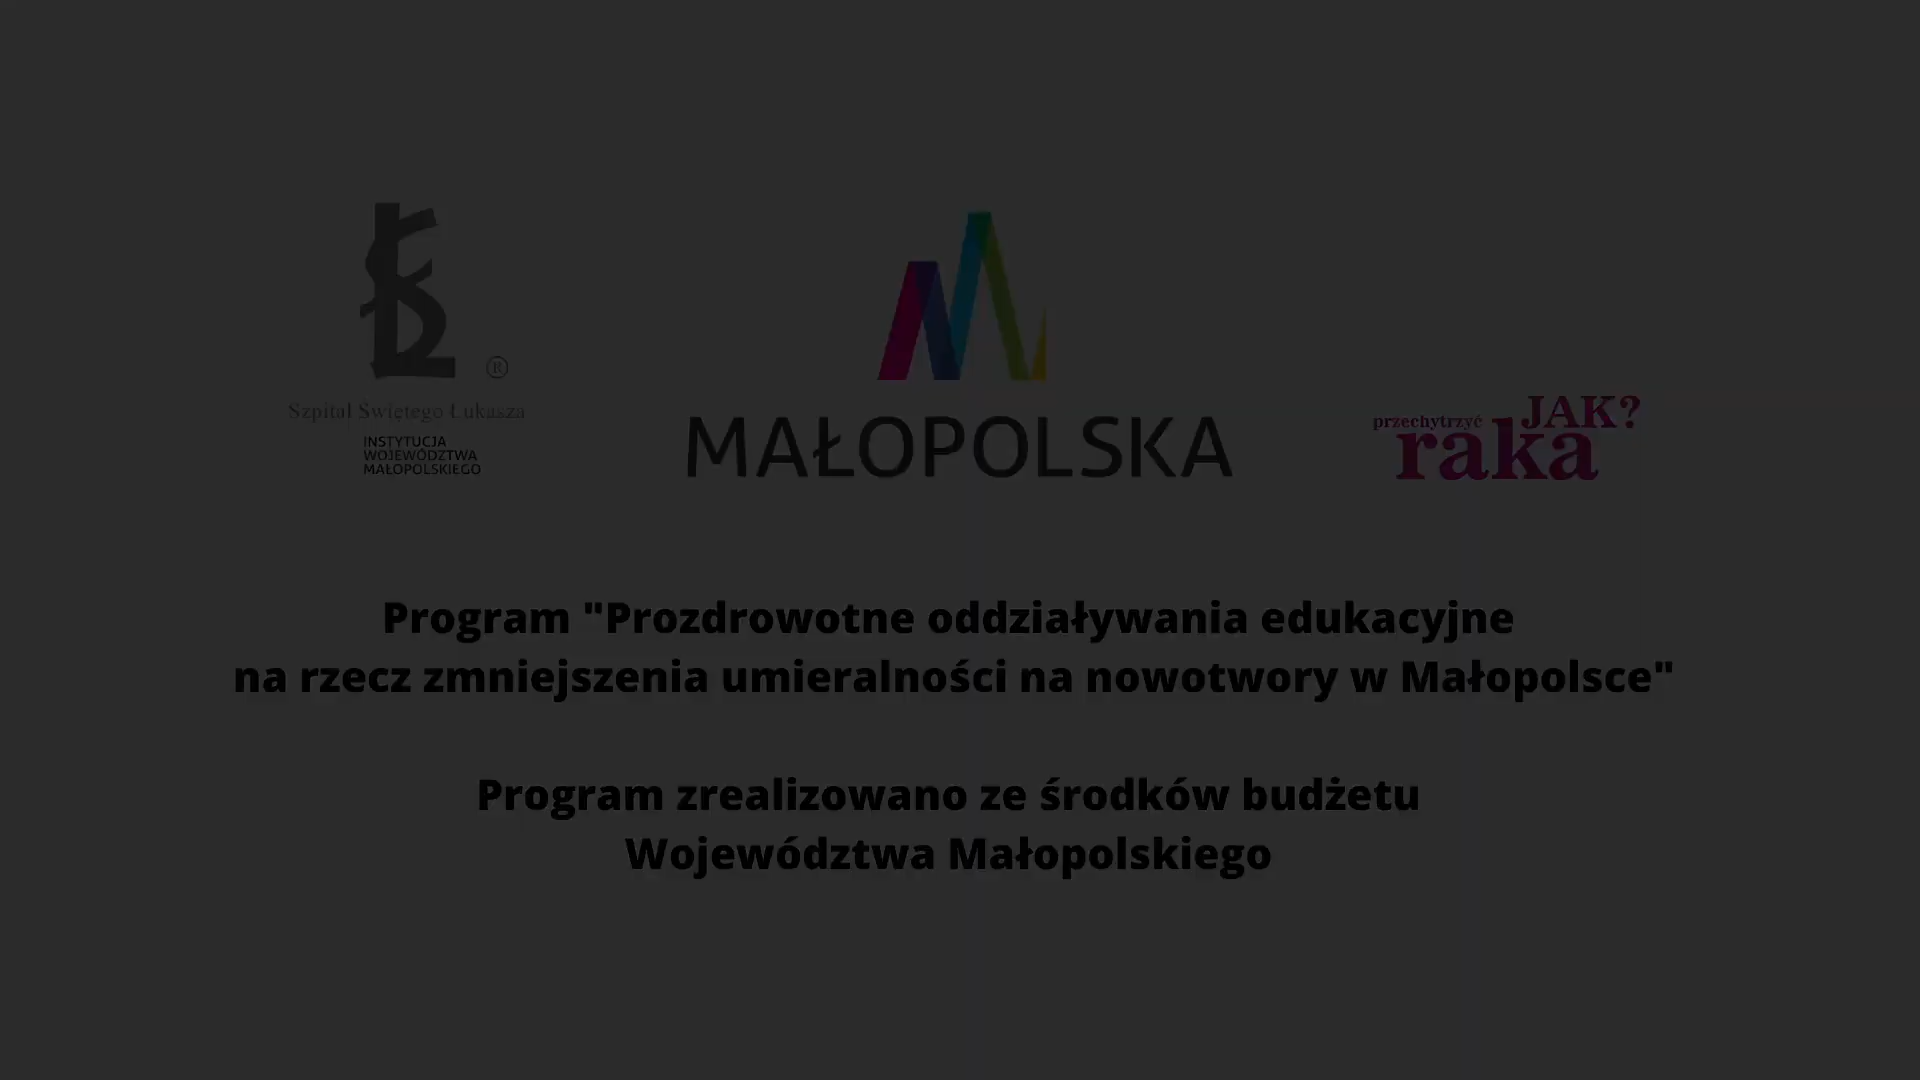 ®
Szpital Świętego Łukasza
INSTYTUCJA
WOJEWÓDZTWA
MAŁOPOLSKIEGO
MAŁOPOLSKA
JAK?
przechytrzyć
raka
Program "Prozdrowotne oddziaływania edukacyjne
na rzecz zmniejszenia umieralności na nowotwory w Małopolsce"
Program zrealizowano ze środków budżetu
Województwa Małopolskiego